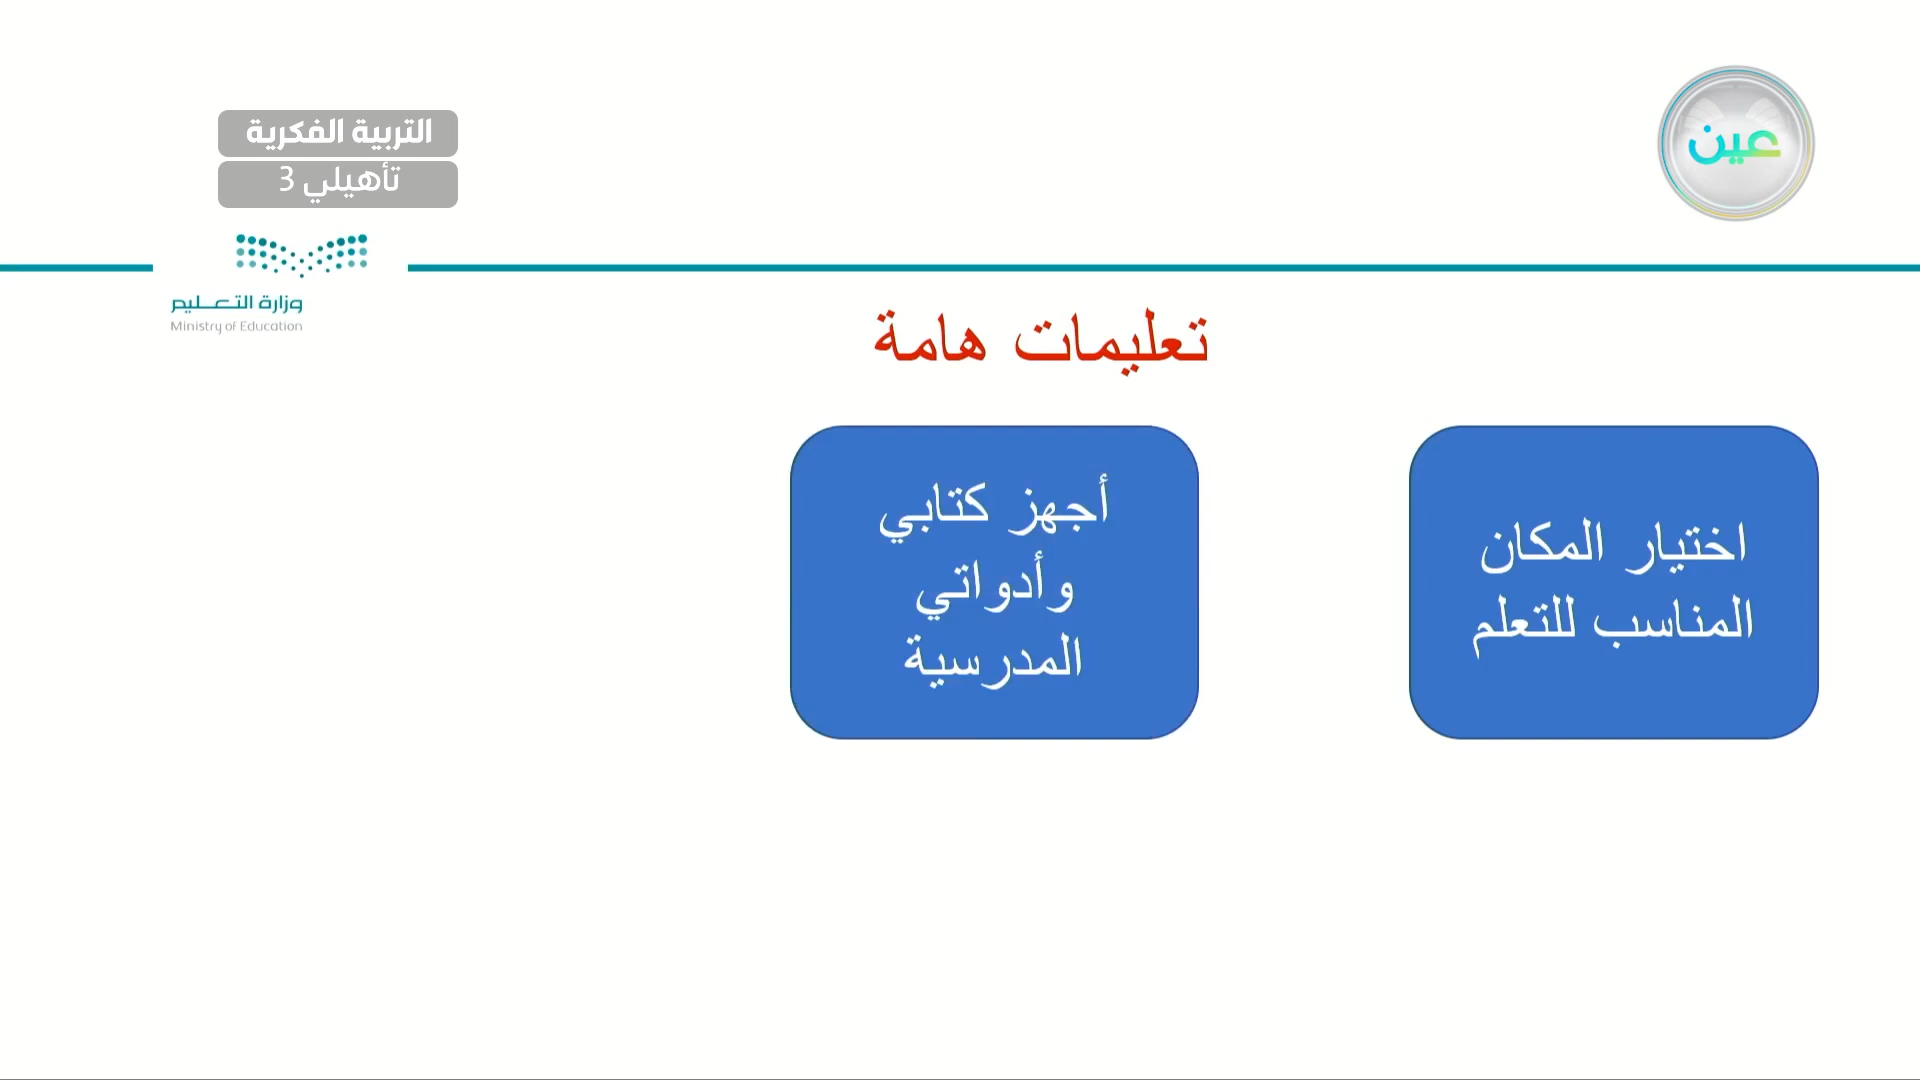 عين
التربية الفكرية
تأهيلي 3
وزارة التعليم
Ministry of Education
تعليمات هامة
اختيار المكان
المناسب للتعلم
أجهز كتابي
وأدواتي
المدرسية